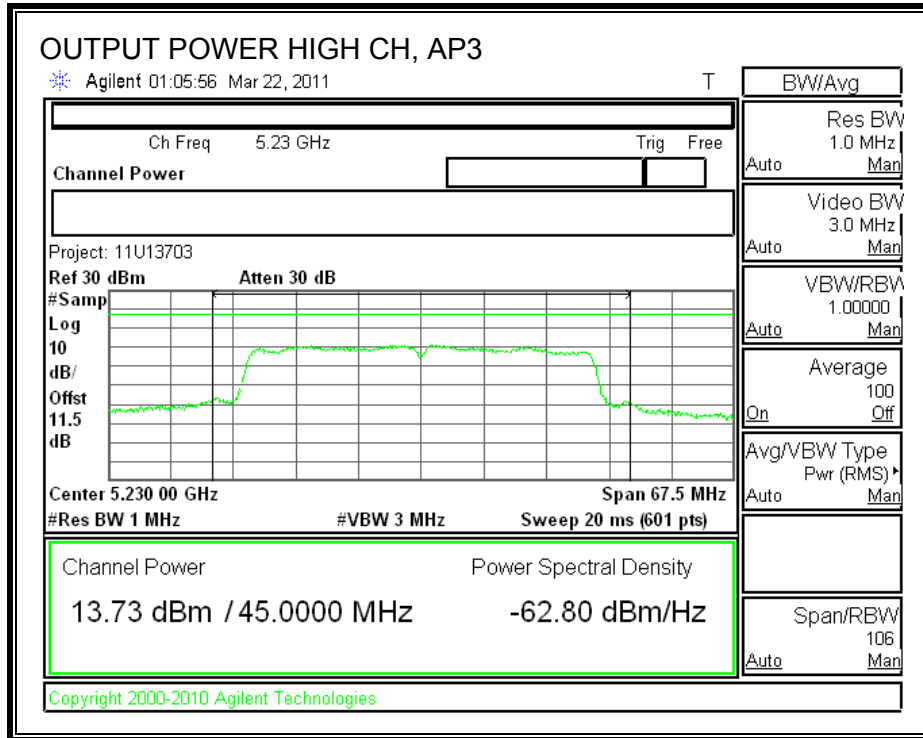 OUTPUT POWER HIGH CH, AP3
Agilent 01:05:56 Mar 22, 2011 T
BW/Avg
Ch Freq 5.23 GHz Trig Free
Channel Power
Project: 11U13703
Ref 30 dBm Atten 30 dB
#Samp
Log
10
dB/
Offst
11.5
dB
Center 5.230 00 GHz Span 67.5 MHz
#Res BW 1 MHz #VBW 3 MHz Sweep 20 ms (601 pts)
Channel Power Power Spectral Density
13.73 dBm / 45.0000 MHz -62.80 dBm/Hz
Res BW
1.0 MHz
Auto Man
Video BW
3.0 MHz
Auto Man
VBW/RBW
1.00000
Auto Man
Average
100
On Off
Avg/VBW Type
Pwr (RMS)
Auto Man
Span/RBW
106
Auto Man
Copyright 2000-2010 Agilent Technologies